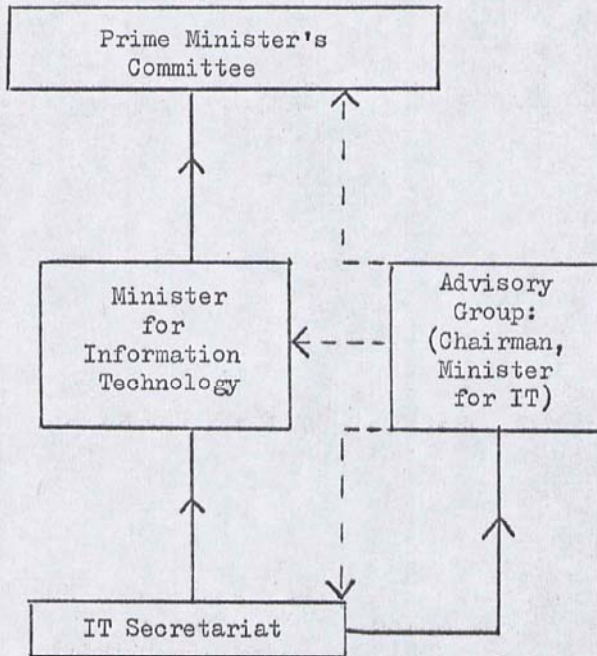 Prime Minister's
Committee
Minister
for
Information
Technology
Advisory
Group:
(Chairman,
Minister
for IT)
IT Secretariat